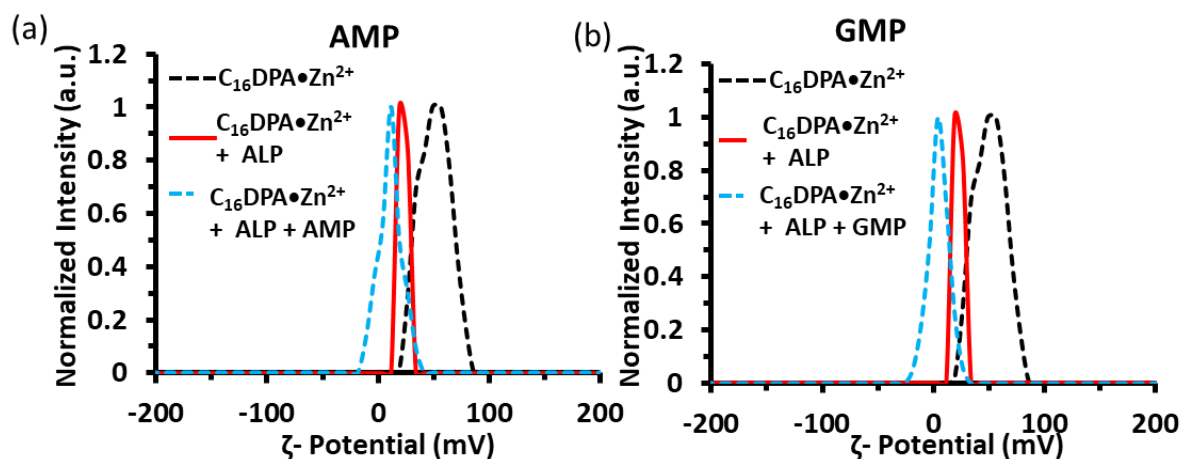 (a)
AMP
C₁₆DPA●Zn²⁺
C₁₆DPA●Zn²⁺
+ ALP
C₁₆DPA●Zn²⁺
+ ALP + AMP
Normalized Intensity (a.u.)
1.2
1
0.8
0.6
0.4
0.2
0
-200
-100
0
100
200
ζ- Potential (mV)
(b)
GMP
C₁₆DPA●Zn²⁺
C₁₆DPA●Zn²⁺
+ ALP
C₁₆DPA●Zn²⁺
+ ALP + GMP
Normalized Intensity (a.u.)
1.2
1
0.8
0.6
0.4
0.2
0
-200
-100
0
100
200
ζ- Potential (mV)